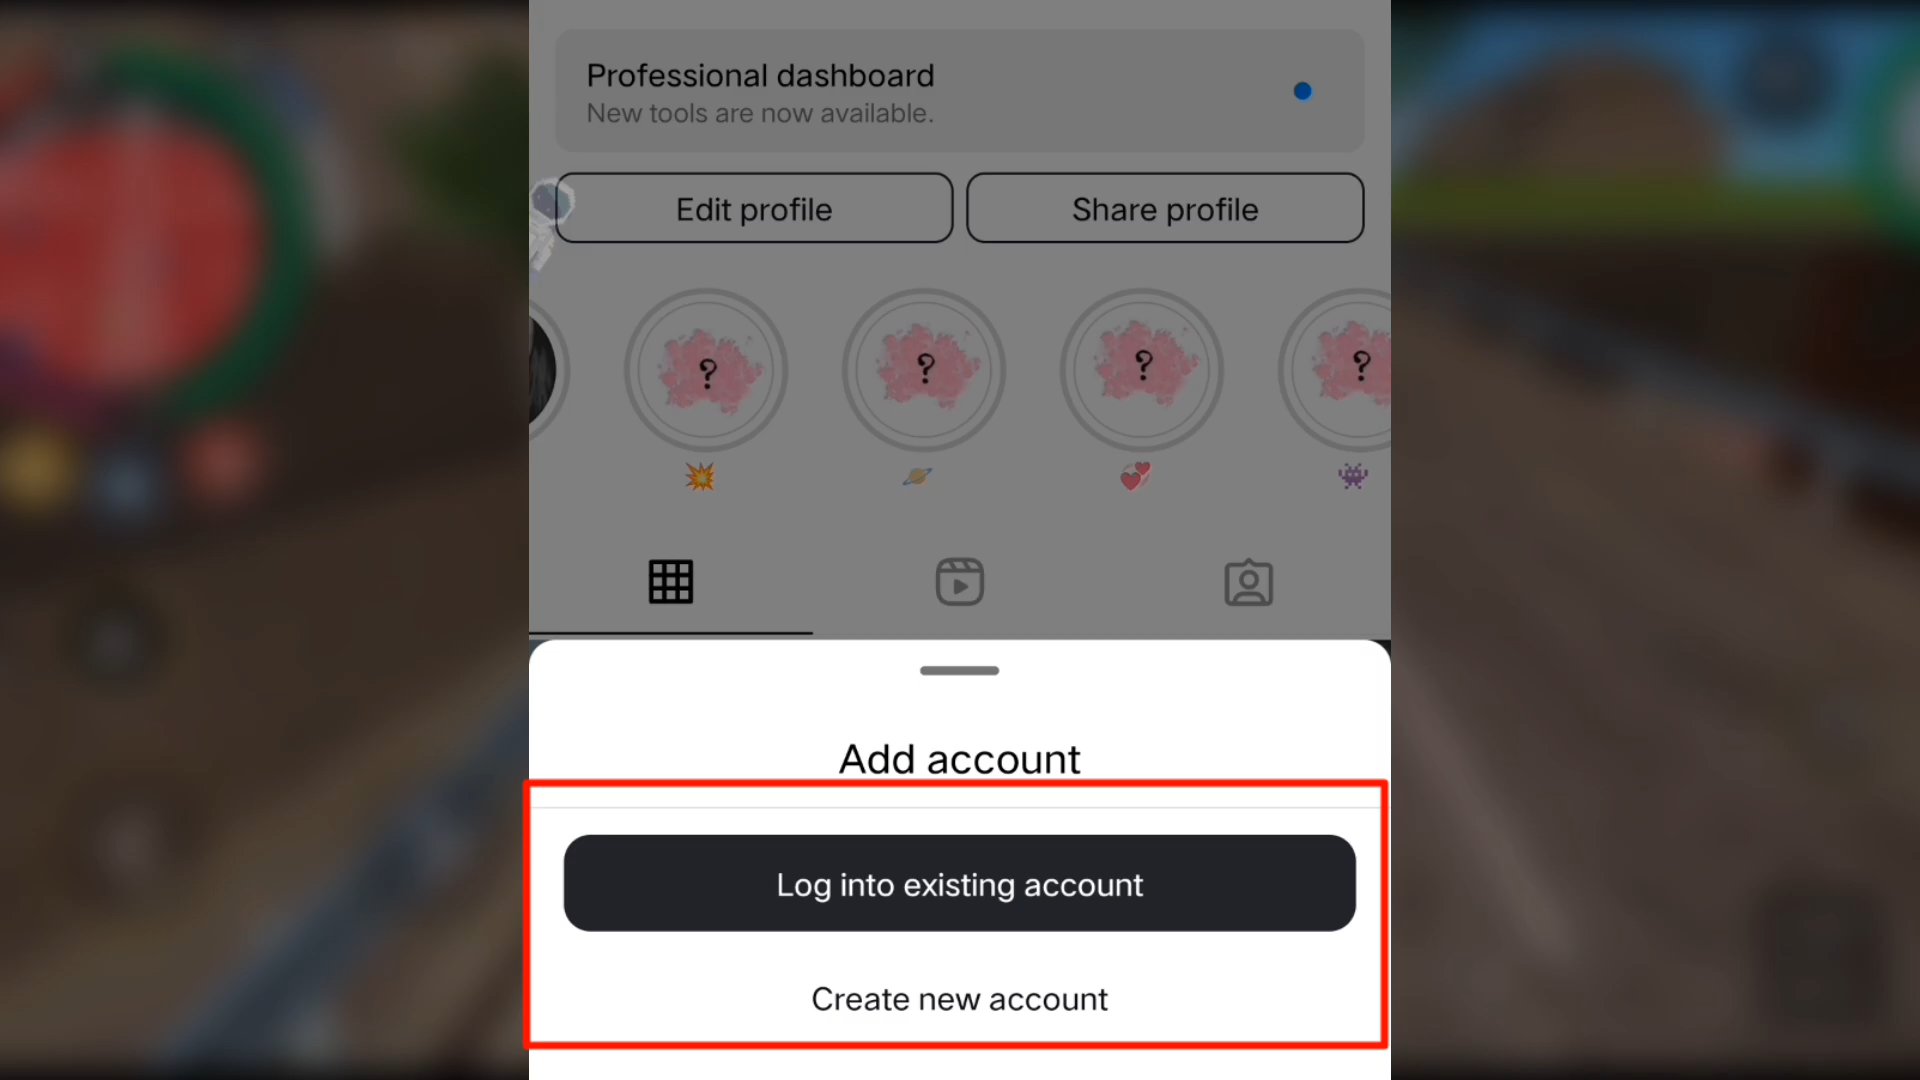 Professional dashboard
New tools are now available.
Edit profile
Share profile
?
?
?
?
Add account
Log into existing account
Create new account